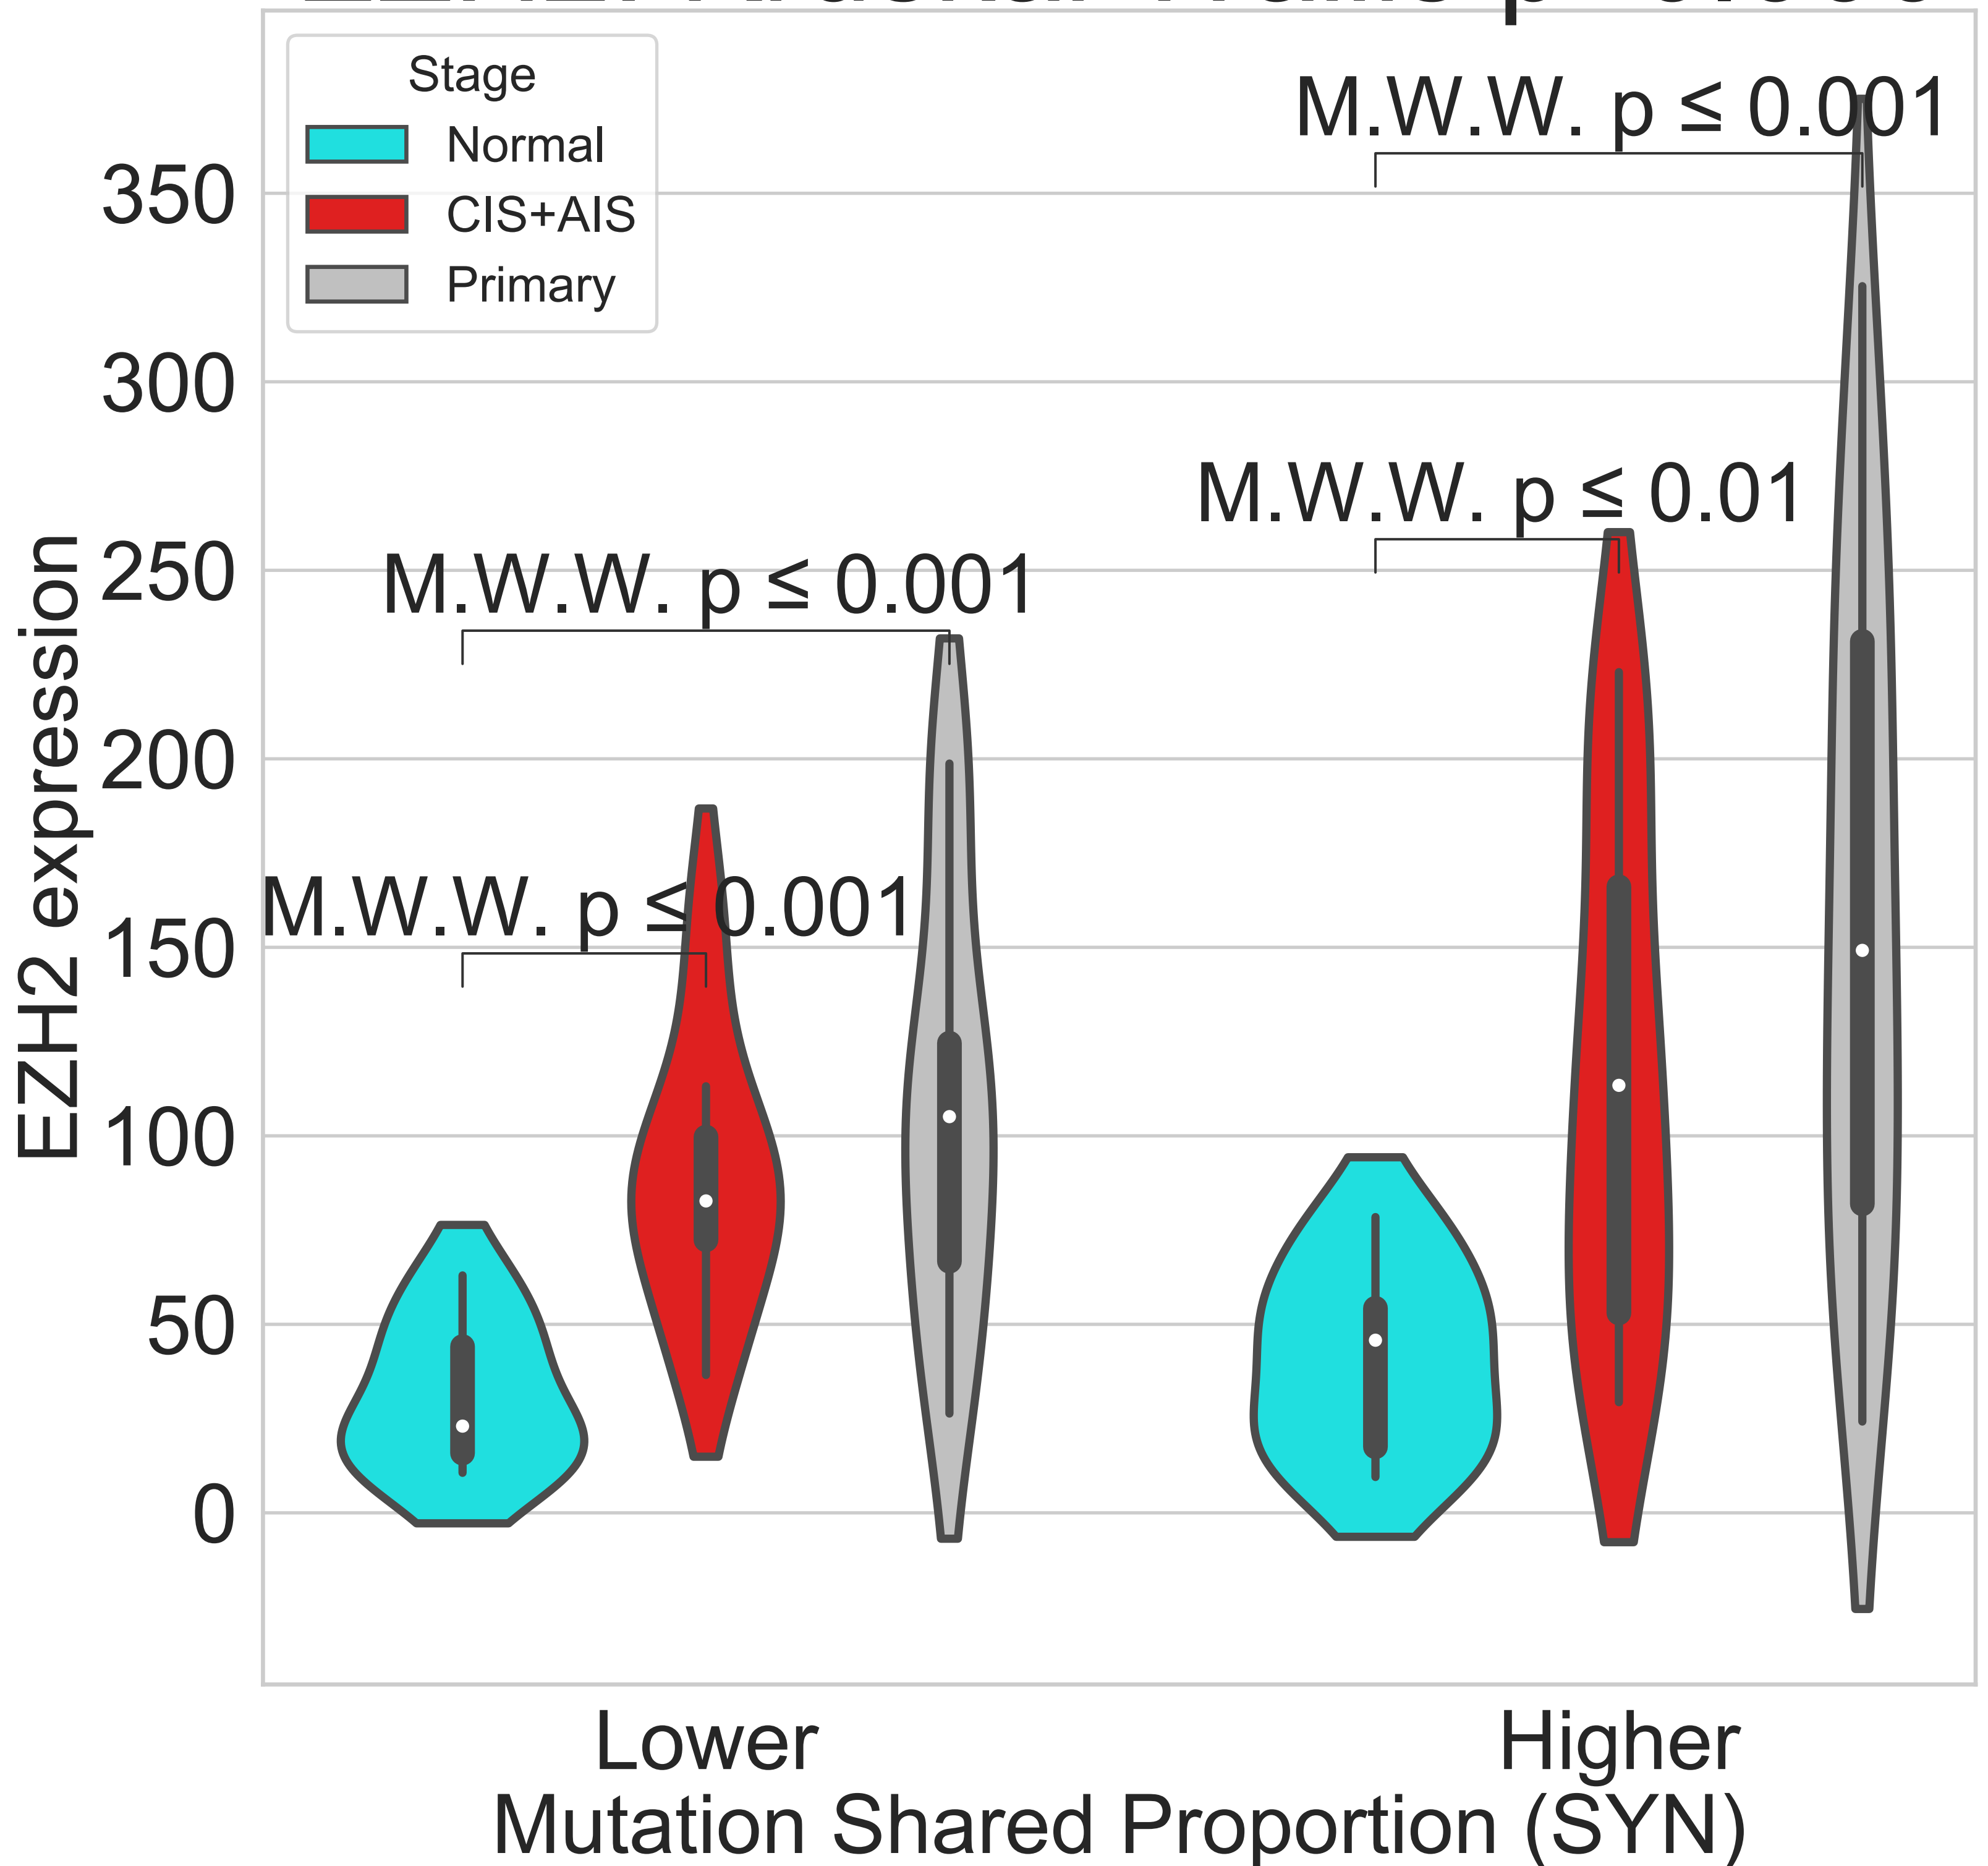 Stage
Normal
CIS+AIS
Primary
M.W.W. p ≤ 0.001
M.W.W. p ≤ 0.01
M.W.W. p ≤ 0.001
M.W.W. p ≤ 0.001
EZH2 expression
350
300
250
200
150
100
50
0
Lower
Higher
Mutation Shared Proportion (SYN)